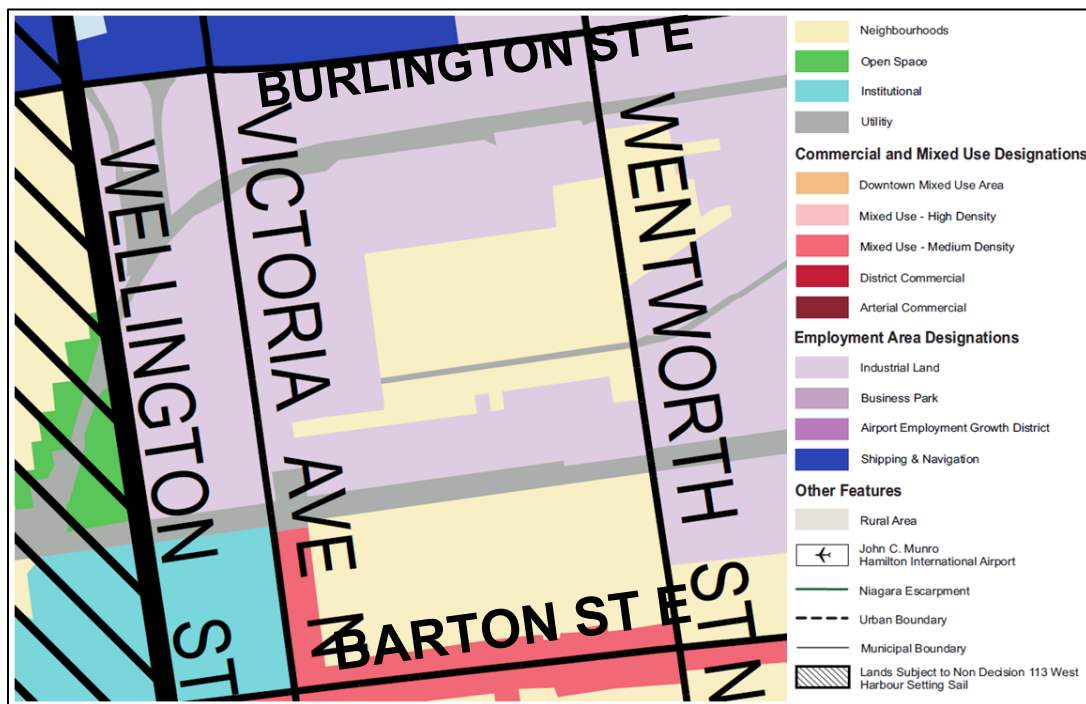 BURLINGTON ST E
WELLINGTON ST
VICTORIA AVE N
WENTWORTH ST N
BARTON ST E
Neighbourhoods
Open Space
Institutional
Utilitiy
Commercial and Mixed Use Designations
Downtown Mixed Use Area
Mixed Use - High Density
Mixed Use - Medium Density
District Commercial
Arterial Commercial
Employment Area Designations
Industrial Land
Business Park
Airport Employment Growth District
Shipping & Navigation
Other Features
Rural Area
John C. Munro
Hamilton International Airport
Niagara Escarpment
Urban Boundary
Municipal Boundary
Lands Subject to Non Decision 113 West
Harbour Setting Sail